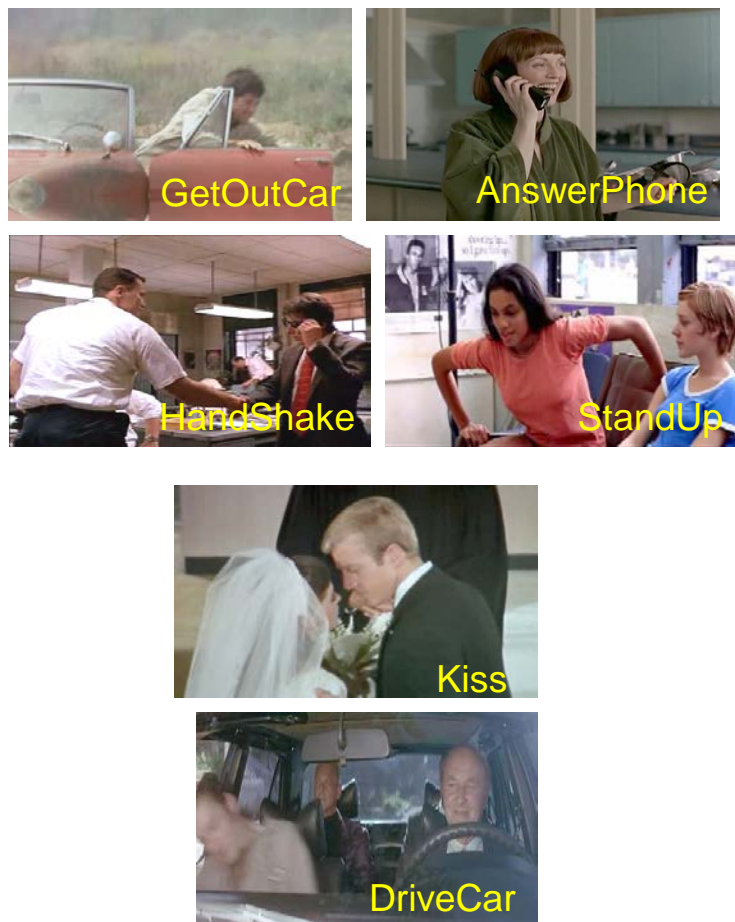 GetOutCar
AnswerPhone
HandShake
StandUp
Kiss
DriveCar